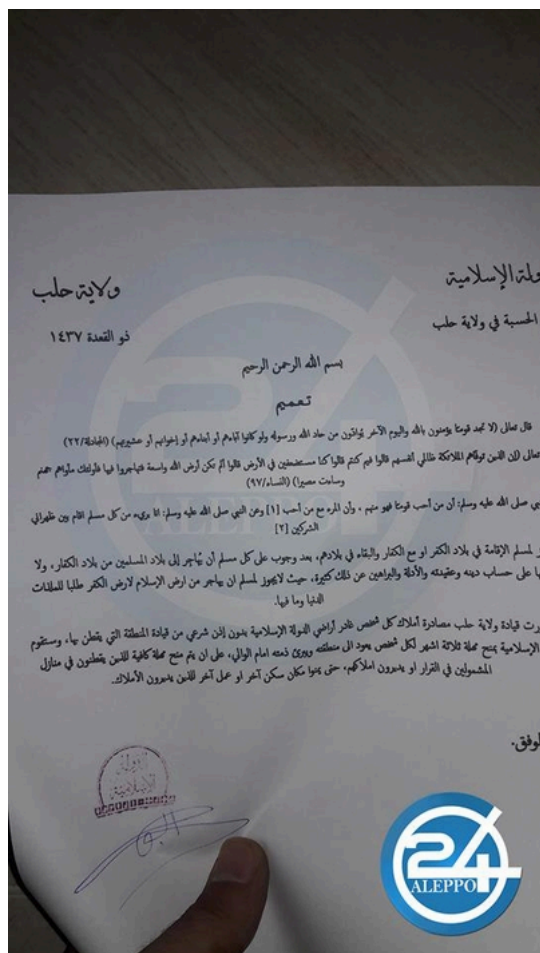 ولة الإسلامية
ولاية حلب
الحسبة في ولاية حلب
ذو القعدة ١٤٣٧
بسم الله الرحمن الرحيم
تعميم
قال تعالى (لا تجد قومًا يؤمنون بالله واليوم الآخر يوادّون من حاد الله ورسوله ولو كانوا آباءهم أو أبناءهم أو إخوانهم أو عشيرتهم) (المجادلة/٢٢)
تعالى (إن الذين توفاهم الملائكة ظالمي أنفسهم قالوا فيم كنتم قالوا كنا مستضعفين في الأرض قالوا ألم تكن أرض الله واسعة فتهاجروا فيها فأولئك مأواهم جهنم
وساءت مصيرا) (النساء/٩٧)
بي صلى الله عليه وسلم: أن من أحب قومًا فهو منهم ، وأن المرء مع من أحب [١] وعن النبي صلى الله عليه وسلم: انا بريء من كل مسلم اقام بين ظهراني
المشركين [٢]
ز لمسلم الإقامة في بلاد الكفر او مع الكفار والبقاء في بلادهم، بعد وجوب على كل مسلم أن يُهاجر إلى بلاد المسلمين من بلاد الكفار، ولا
ها على حساب دينه وعقيدته والأدلة والبراهين عن ذلك كثيرة، حيث لايجوز لمسلم ان يهاجر من ارض الإسلام لارض الكفر طلبا للملذات
الدنيا وما فيها.
رت قيادة ولاية حلب مصادرة أملاك كل شخص غادر أراضي الدولة الإسلامية بدون إذن شرعي من قيادة المنطقة التي يقطن بها، وستقوم
الإسلامية بمنح مهلة ثلاثة اشهر لكل شخص يعود الى منطقته ويبرئ ذمته امام الوالي، على ان يتم منح مهلة كافية للذين يقطنون في منازل
المشمولين في القرار او يديرون املاكهم، حتى يمنوا مكان سكن آخر او عمل آخر للذين يديرون الأملاك.
لموفق.
الدولة
الإسلامية
24
ALEPPO